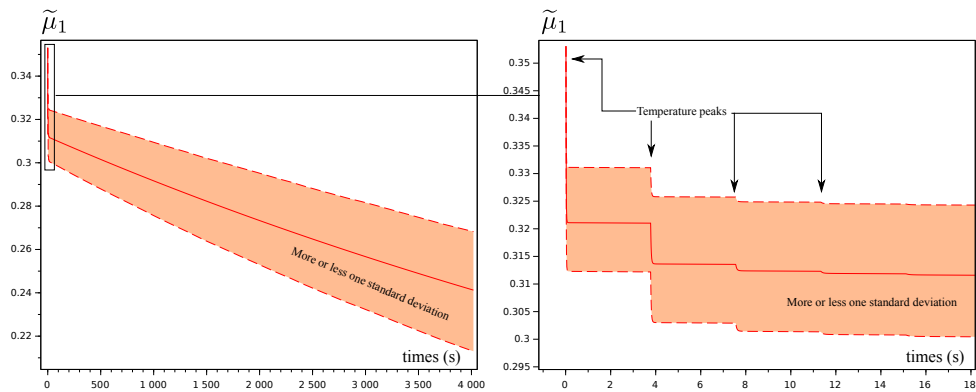 μ̃₁
0.34
0.32
0.3
0.28
0.26
0.24
0.22
More or less one standard deviation
times (s)
0 500 1 000 1 500 2 000 2 500 3 000 3 500 4 000
μ̃₁
0.35
0.345
0.34
0.335
0.33
0.325
0.32
0.315
0.31
0.305
0.3
0.295
Temperature peaks
More or less one standard deviation
times (s)
0 2 4 6 8 10 12 14 16 18